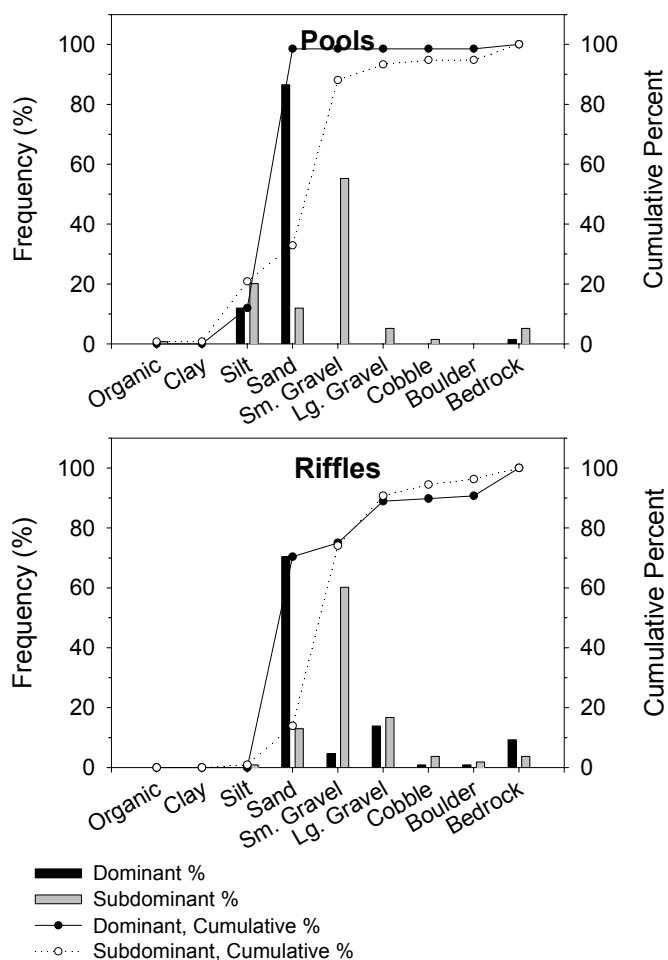 Pools
Frequency (%)
Cumulative Percent
100
80
60
40
20
0
100
80
60
40
20
0
Organic
Clay
Silt
Sand
Sm. Gravel
Lg. Gravel
Cobble
Boulder
Bedrock
Riffles
Frequency (%)
Cumulative Percent
100
80
60
40
20
0
100
80
60
40
20
0
Organic
Clay
Silt
Sand
Sm. Gravel
Lg. Gravel
Cobble
Boulder
Bedrock
Dominant %
Subdominant %
Dominant, Cumulative %
Subdominant, Cumulative %